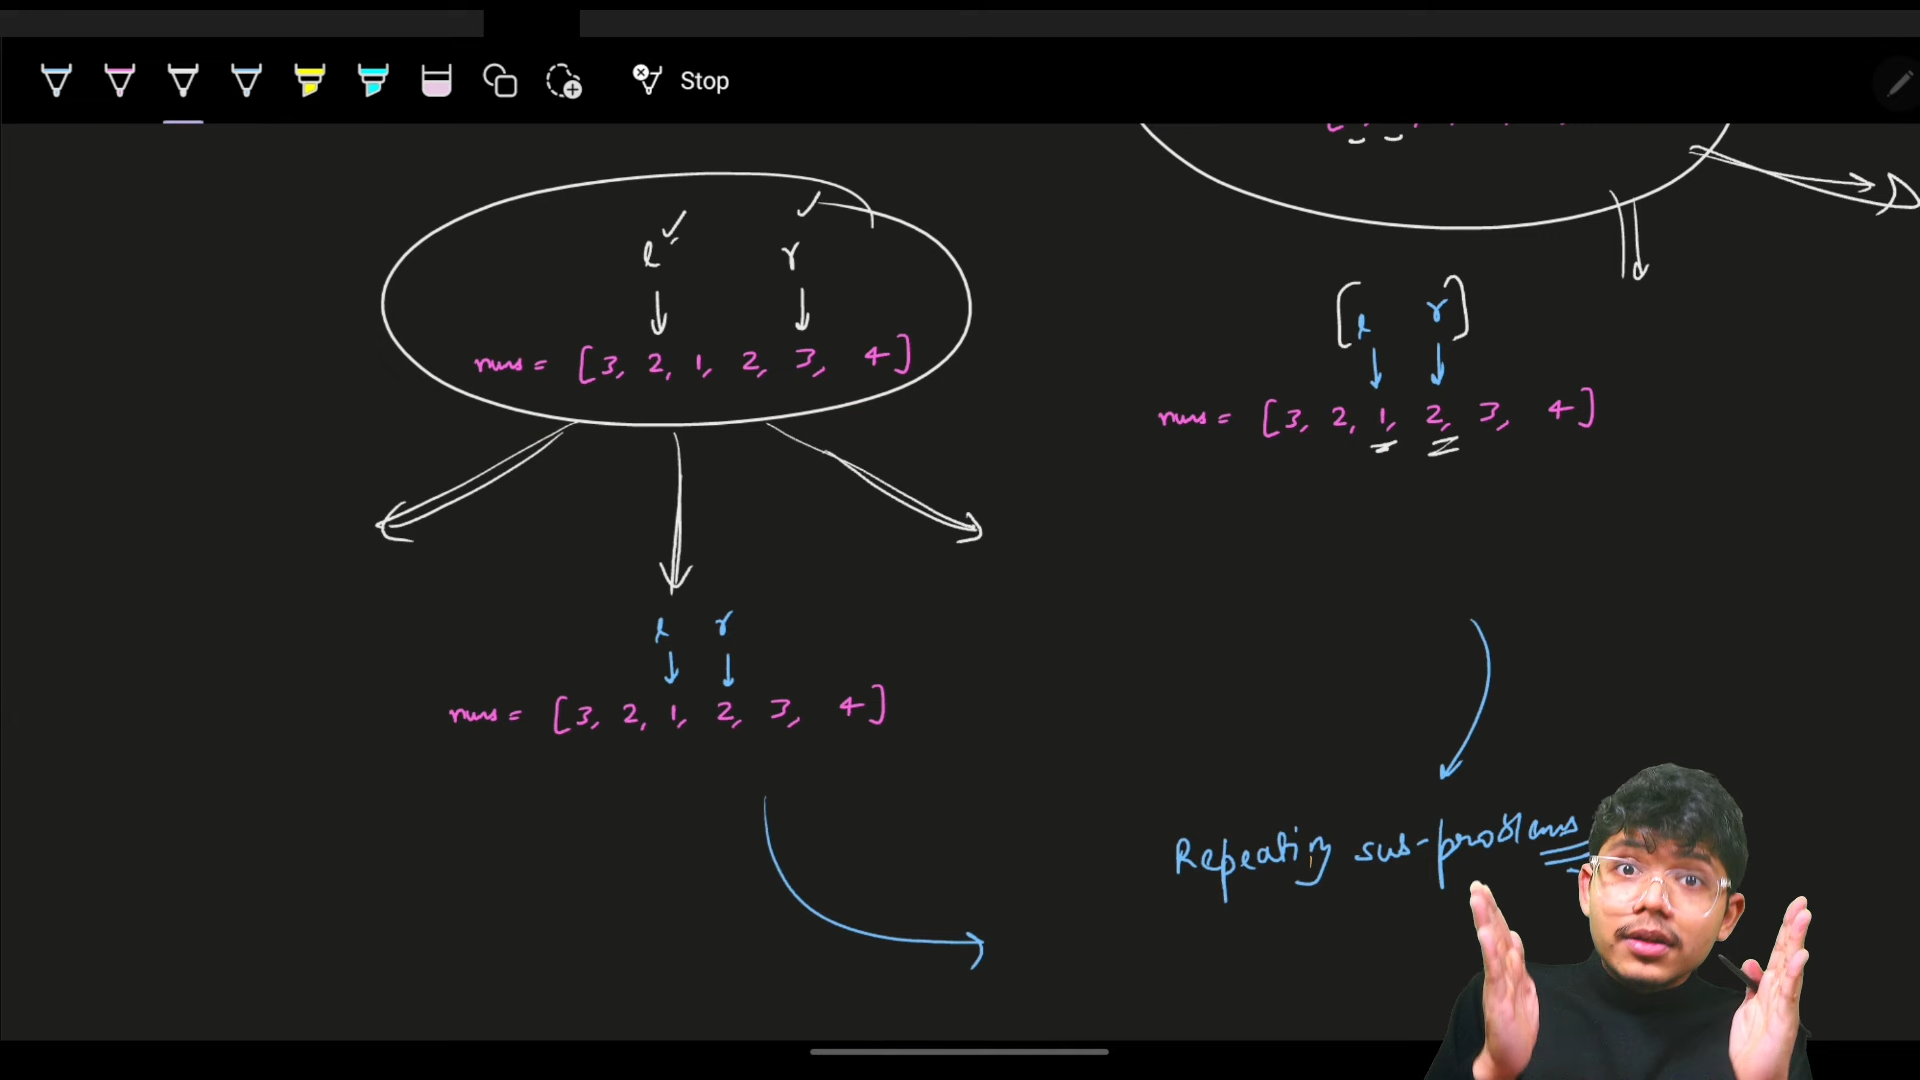 Stop
l r
nums = [3, 2, 1, 2, 3, 4]
[l r]
nums = [3, 2, 1, 2, 3, 4]
l r
nums = [3, 2, 1, 2, 3, 4]
Repeating sub-problems